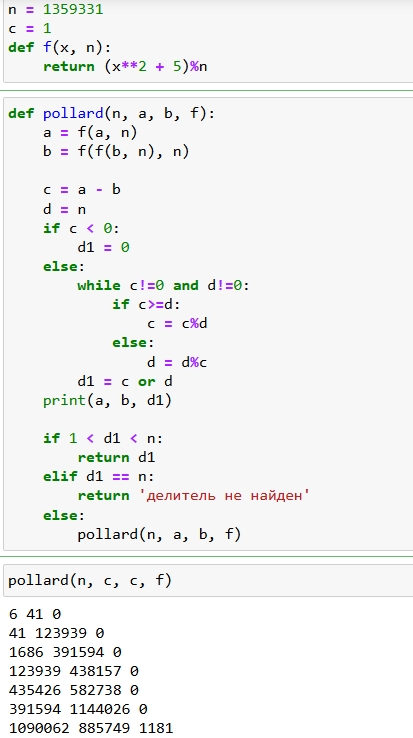 n = 1359331
c = 1
def f(x, n):
    return (x**2 + 5)%n
def pollard(n, a, b, f):
    a = f(a, n)
    b = f(f(b, n), n)
    c = a - b
    d = n
    if c < 0:
        d1 = 0
    else:
        while c!=0 and d!=0:
            if c>=d:
                c = c%d
            else:
                d = d%c
        d1 = c or d
    print(a, b, d1)
    if 1 < d1 < n:
        return d1
    elif d1 == n:
        return 'делитель не найден'
    else:
        pollard(n, a, b, f)
pollard(n, c, c, f)
6 41 0
41 123939 0
1686 391594 0
123939 438157 0
435426 582738 0
391594 1144026 0
1090062 885749 1181